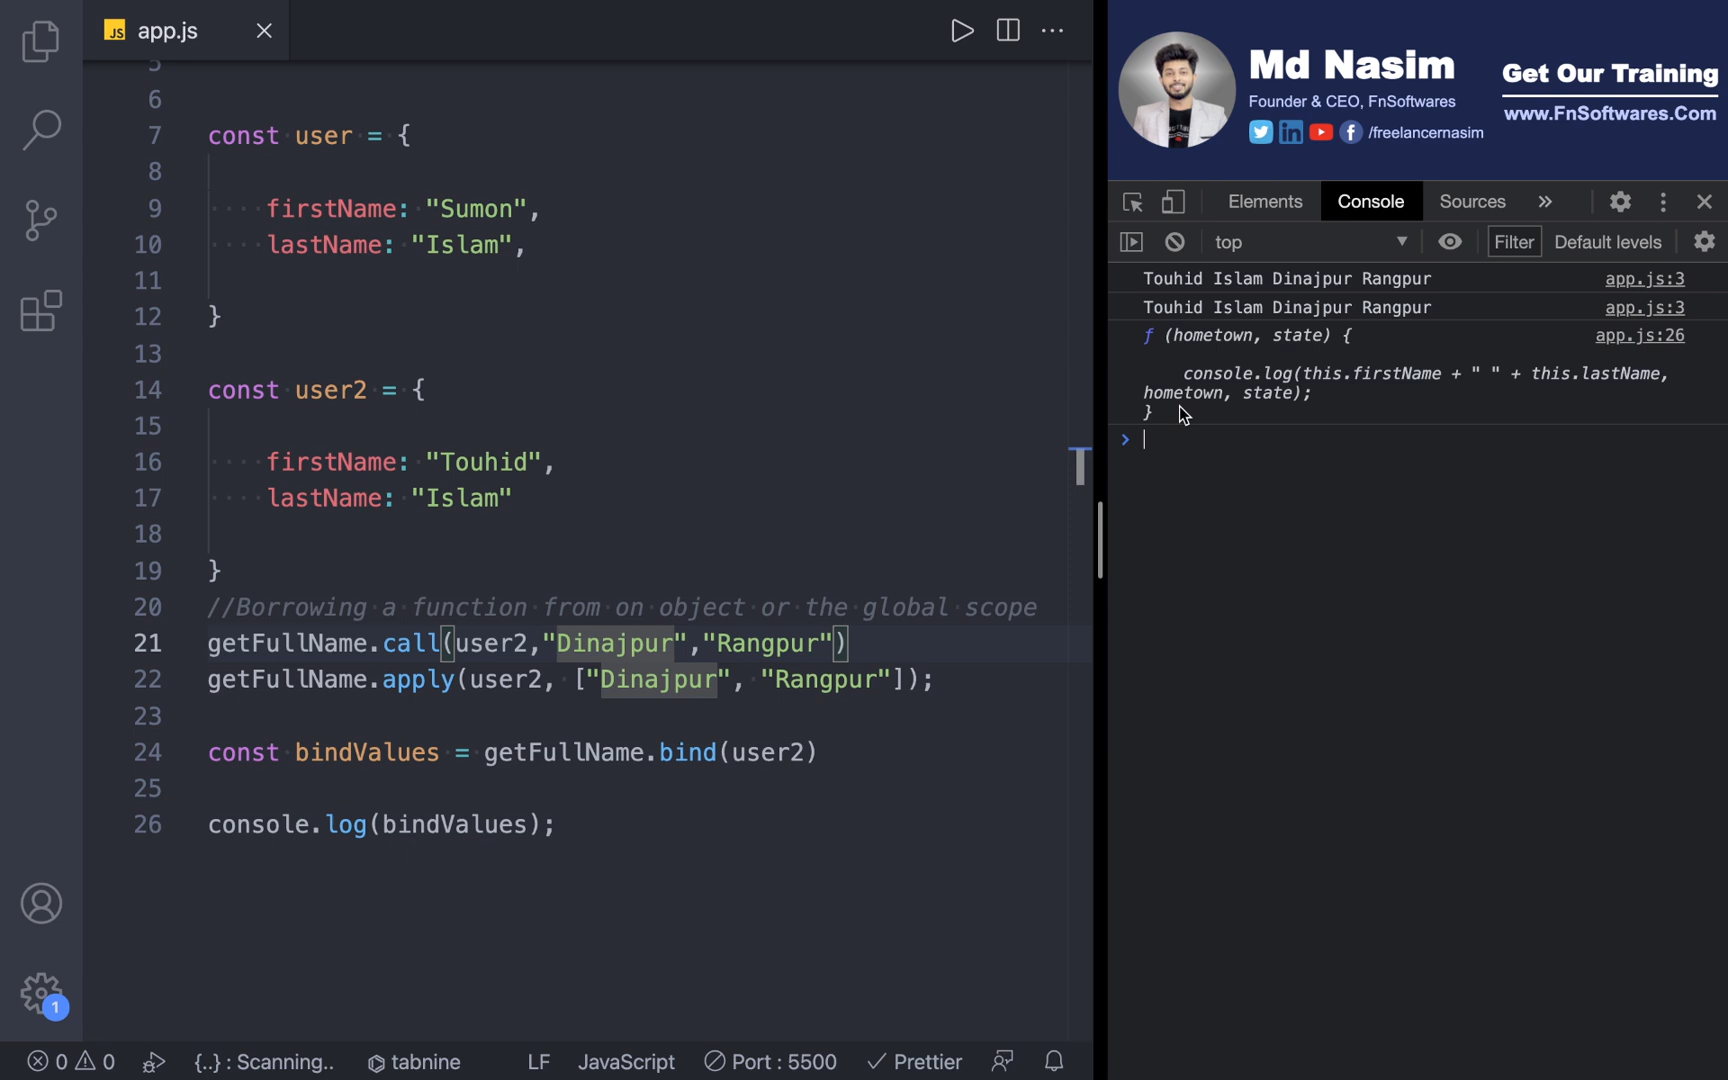 JS app.js
5
6
7 const user = {
8
9 firstName: "Sumon",
10 lastName: "Islam",
11
12 }
13
14 const user2 = {
15
16 firstName: "Touhid",
17 lastName: "Islam"
18
19 }
20 //Borrowing a function from on object or the global scope
21 getFullName.call(user2,"Dinajpur","Rangpur")
22 getFullName.apply(user2, ["Dinajpur", "Rangpur"]);
23
24 const bindValues = getFullName.bind(user2)
25
26 console.log(bindValues);
1
0 0 {..} : Scanning.. tabnine LF JavaScript Port : 5500 Prettier
Md Nasim
Founder & CEO, FnSoftwares
/freelancernasim
Get Our Training
www.FnSoftwares.Com
Elements Console Sources »
top Filter Default levels
Touhid Islam Dinajpur Rangpur app.js:3
Touhid Islam Dinajpur Rangpur app.js:3
ƒ (hometown, state) { app.js:26
console.log(this.firstName + " " + this.lastName,
hometown, state);
}
>